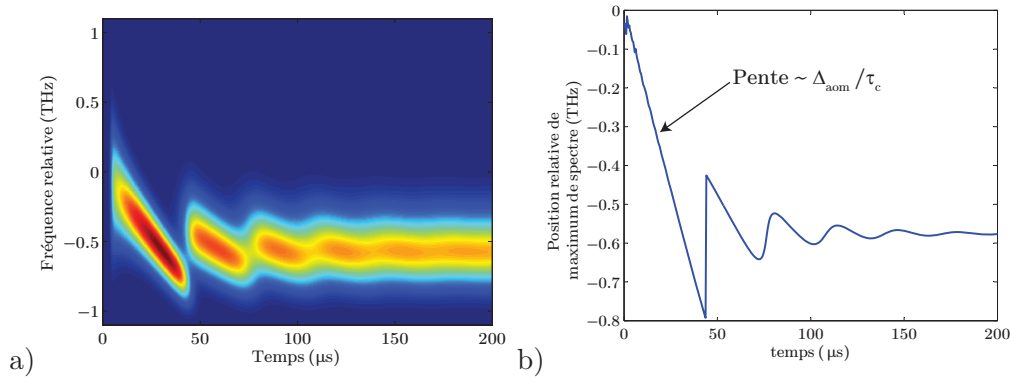 1
0.5
0
−0.5
−1
Fréquence relative (THz)
0 50 100 150 200
Temps (µs)
a)
0
−0.1
−0.2
−0.3
−0.4
−0.5
−0.6
−0.7
−0.8
Position relative de
maximum de spectre (THz)
Pente ~ Δaom /τc
0 50 100 150 200
temps ( µs)
b)